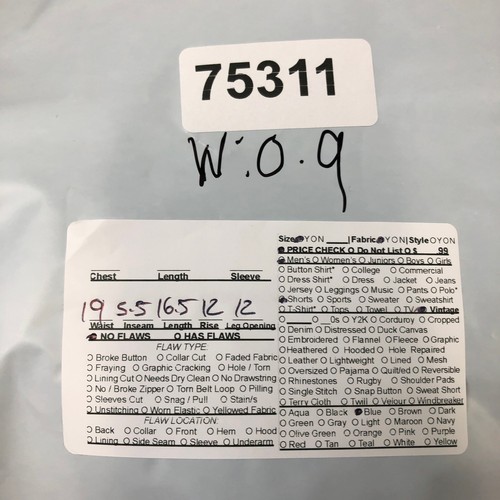 75311
W: 0.9
Chest Length Sleeve
19 5.5 16.5 12 12
Waist Inseam Length Rise Leg Opening
NO FLAWS O HAS FLAWS
FLAW TYPE:
O Broke Button O Collar Cut O Faded Fabric
O Fraying O Graphic Cracking O Hole / Torn
O Lining Cut O Needs Dry Clean O No Drawstring
O No / Broke Zipper O Torn Belt Loop O Pilling
O Sleeves Cut O Snag / Pull O Stain/s
O Unstitching O Worn Elastic O Yellowed Fabric
FLAW LOCATION:
O Back O Collar O Front O Hem O Hood
O Lining O Side Seam O Sleeve O Underarm
Size Y O N Fabric Y O N Style O Y O N
PRICE CHECK O Do Not List O $ .99
Men's O Women's O Juniors O Boys O Girls
O Button Shirt* O College O Commercial
O Dress Shirt* O Dress O Jacket O Jeans
O Jersey O Leggings O Music O Pants O Polo*
Shorts O Sports O Sweater O Sweatshirt
O T-Shirt* O Tops O Towel O TV Vintage
O 0s O Y2K O Corduroy O Cropped
O Denim O Distressed O Duck Canvas
O Embroidered O Flannel O Fleece O Graphic
O Heathered O Hooded O Hole Repaired
O Leather O Lightweight O Lined O Mesh
O Oversized O Pajama O Quilted O Reversible
O Rhinestones O Rugby O Shoulder Pads
O Single Stitch O Snap Button O Sweat Short
O Terry Cloth O Twill O Velour O Windbreaker
O Aqua O Black Blue O Brown O Dark
O Green O Gray O Light O Maroon O Navy
O Olive Green O Orange O Pink O Purple
O Red O Tan O Teal O White O Yellow